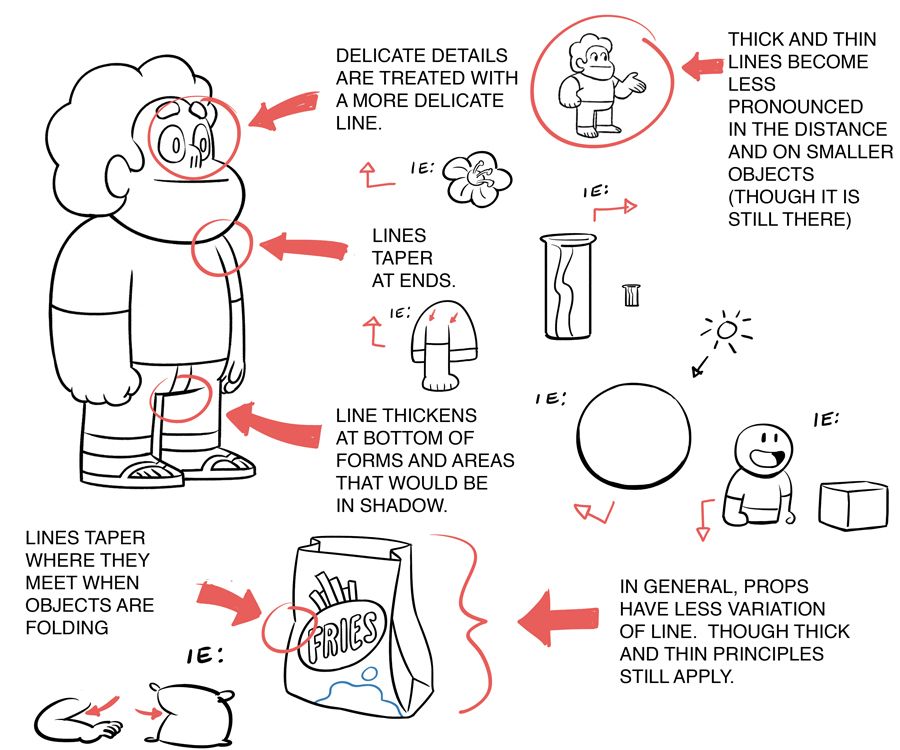 DELICATE DETAILS
ARE TREATED WITH
A MORE DELICATE
LINE.
IE:
THICK AND THIN
LINES BECOME
LESS
PRONOUNCED
IN THE DISTANCE
AND ON SMALLER
OBJECTS
(THOUGH IT IS
STILL THERE)
IE:
LINES
TAPER
AT ENDS.
IE:
LINE THICKENS
AT BOTTOM OF
FORMS AND AREAS
THAT WOULD BE
IN SHADOW.
IE:
IE:
LINES TAPER
WHERE THEY
MEET WHEN
OBJECTS ARE
FOLDING
IE:
FRIES
IN GENERAL, PROPS
HAVE LESS VARIATION
OF LINE. THOUGH THICK
AND THIN PRINCIPLES
STILL APPLY.